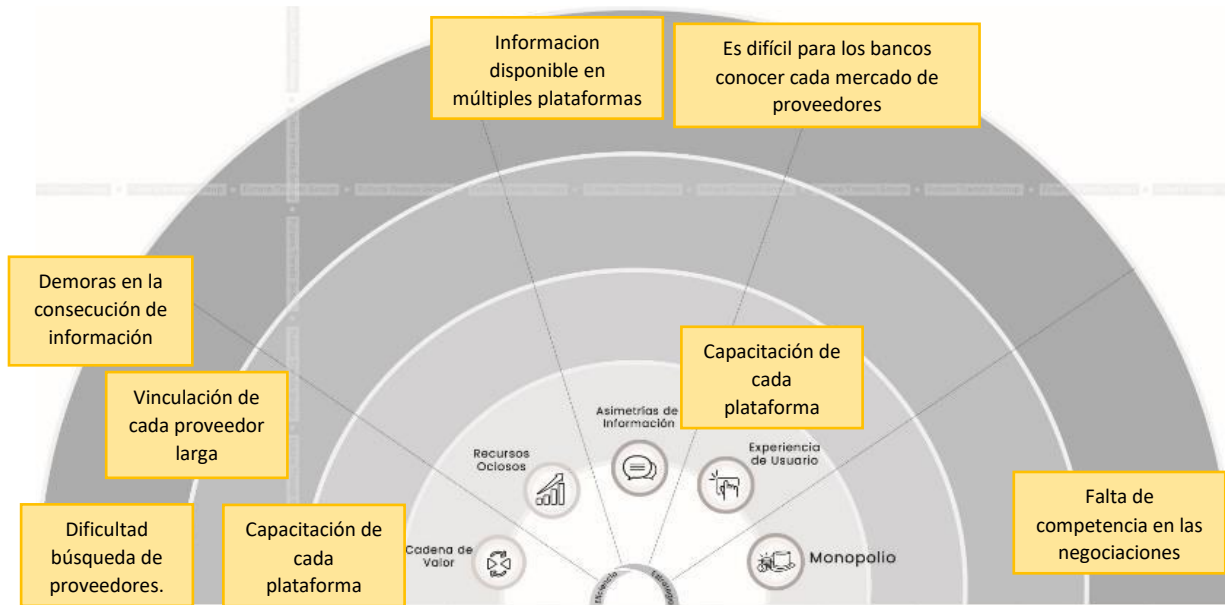 Informacion
disponible en
múltiples plataformas
Es difícil para los bancos
conocer cada mercado de
proveedores
Demoras en la
consecución de
información
Vinculación de
cada proveedor
larga
Dificultad
búsqueda de
proveedores.
Capacitación de
cada
plataforma
Capacitación de
cada
plataforma
Falta de
competencia en las
negociaciones
Cadena de
Valor
Recursos
Ociosos
Asimetrías de
Información
Experiencia
de Usuario
Monopolio